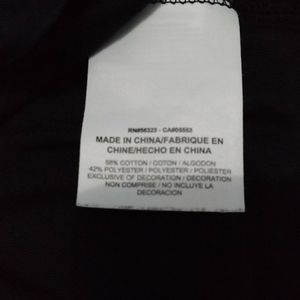 RN#56323 - CA#05553
MADE IN CHINA/FABRIQUE EN
CHINE/HECHO EN CHINA
58% COTTON / COTON / ALGODON
42% POLYESTER / POLYESTER / POLIESTER
EXCLUSIVE OF DECORATION / DECORATION
NON COMPRISE / NO INCLUYE LA
DECORACION